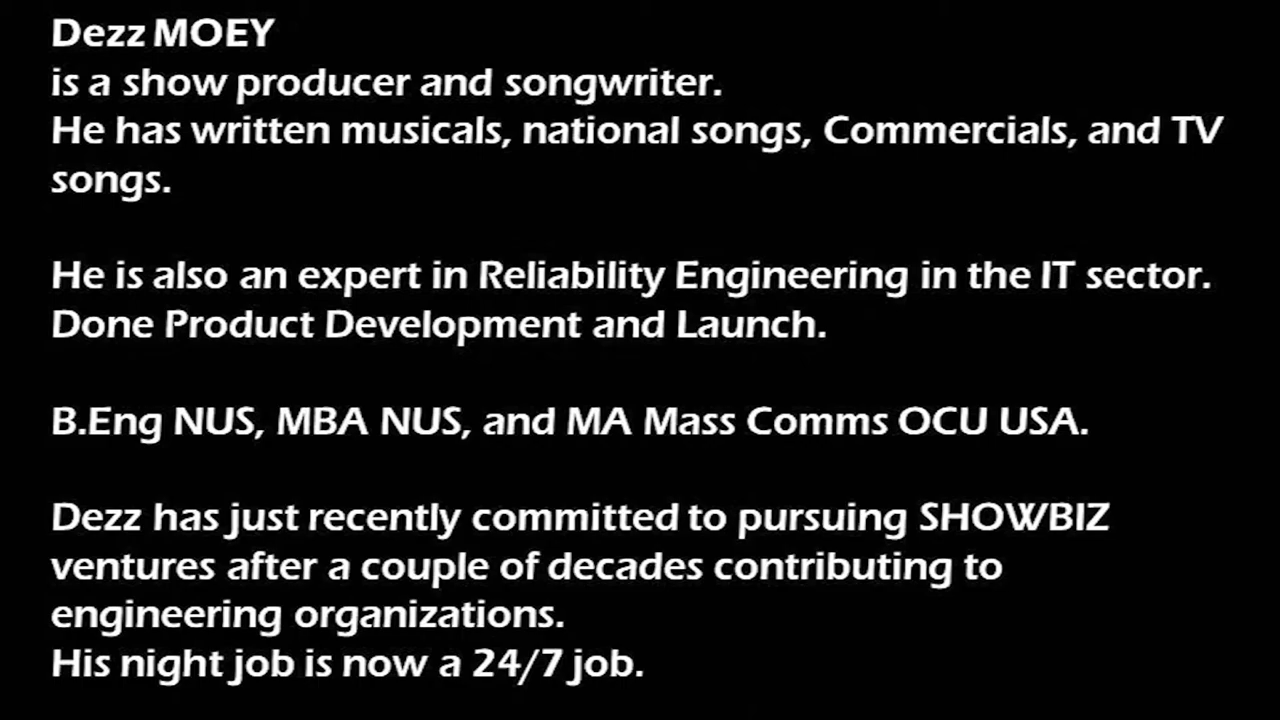 Dezz MOEY
is a show producer and songwriter.
He has written musicals, national songs, Commercials, and TV
songs.
He is also an expert in Reliability Engineering in the IT sector.
Done Product Development and Launch.
B.Eng NUS, MBA NUS, and MA Mass Comms OCU USA.
Dezz has just recently committed to pursuing SHOWBIZ
ventures after a couple of decades contributing to
engineering organizations.
His night job is now a 24/7 job.